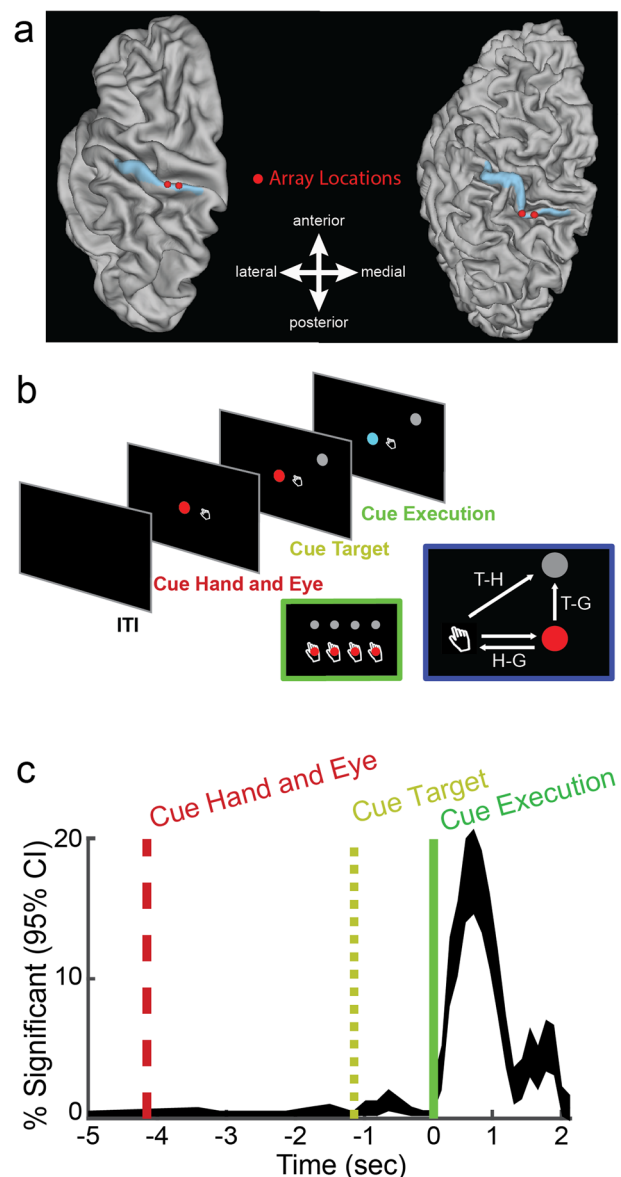 a
Array Locations
anterior
lateral
medial
posterior
b
Cue Execution
Cue Target
Cue Hand and Eye
ITI
T-H
T-G
H-G
c
Cue Hand and Eye
Cue Target
Cue Execution
% Significant (95% CI)
20
10
0
-5
-4
-3
-2
-1
0
1
2
Time (sec)